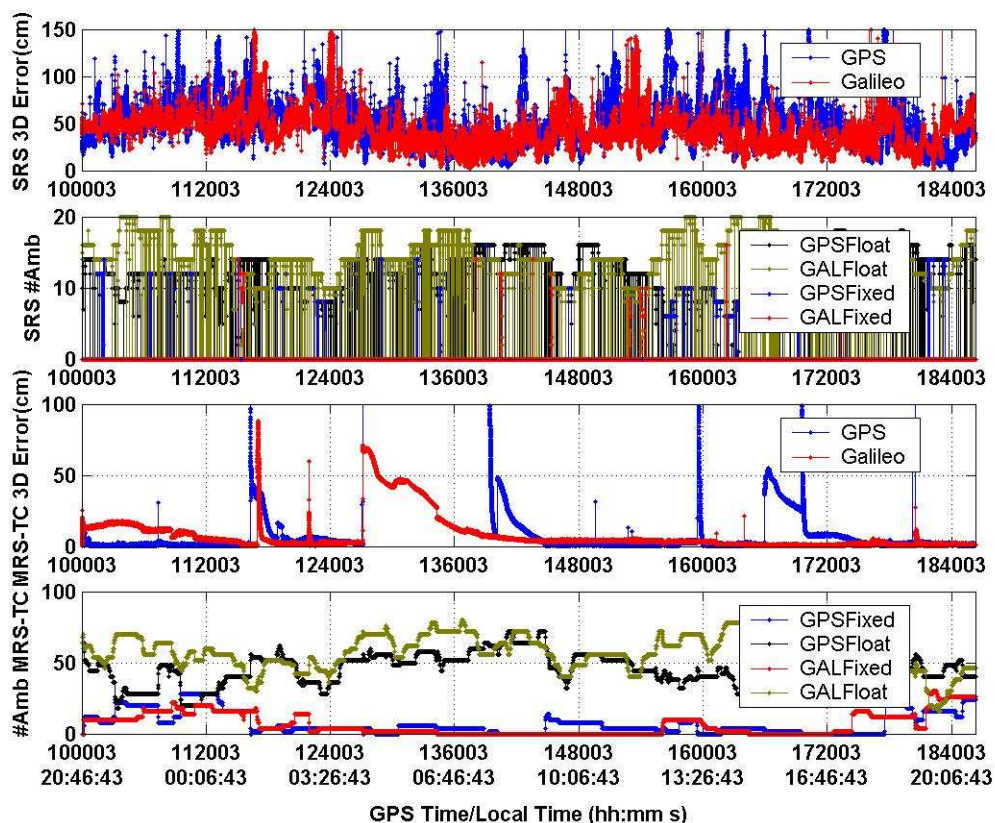 SRS 3D Error(cm)
150
100
50
0
GPS
Galileo
100003 112003 124003 136003 148003 160003 172003 184003
SRS #Amb
20
10
0
GPSFloat
GALFloat
GPSFixed
GALFixed
100003 112003 124003 136003 148003 160003 172003 184003
MRS-TC 3D Error(cm)
100
50
0
GPS
Galileo
100003 112003 124003 136003 148003 160003 172003 184003
#Amb MRS-TC
100
50
0
GPSFixed
GPSFloat
GALFixed
GALFloat
100003 112003 124003 136003 148003 160003 172003 184003
20:46:43 00:06:43 03:26:43 06:46:43 10:06:43 13:26:43 16:46:43 20:06:43
GPS Time/Local Time (hh:mm s)